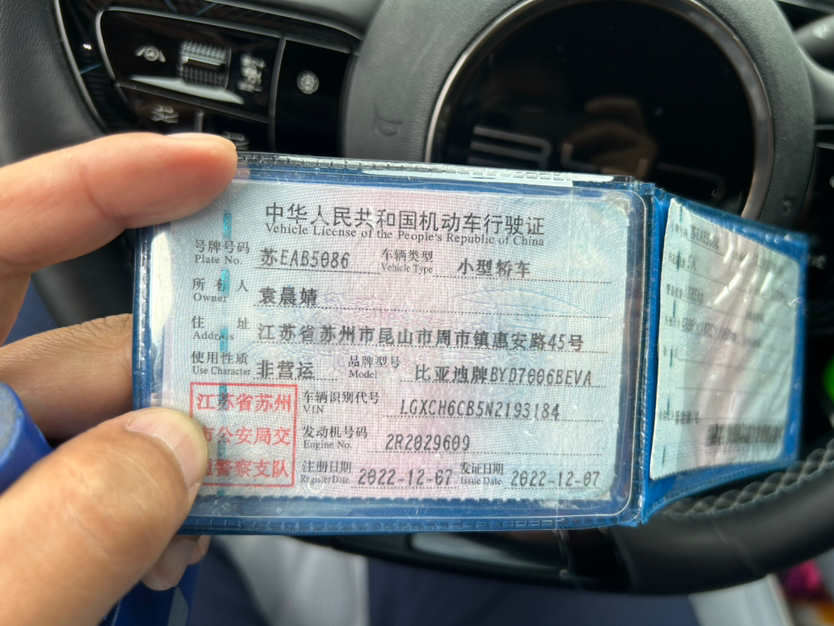 中华人民共和国机动车行驶证
Vehicle License of the People's Republic of China
号牌号码 苏EAB5086 车辆类型 小型轿车
Plate No. Vehicle Type
所有人 袁晨婧
Owner
住址 江苏省苏州市昆山市周市镇惠安路45号
Address
使用性质 非营运 品牌型号 比亚迪牌BYD7006BEVA
Use Character Model
江苏省苏州 车辆识别代号 LGXCH6CB5N2193184
VIN
市公安局交 发动机号码 2R2029609
Engine No.
通警察支队 注册日期 2022-12-07 发证日期 2022-12-07
Register Date Issue Date